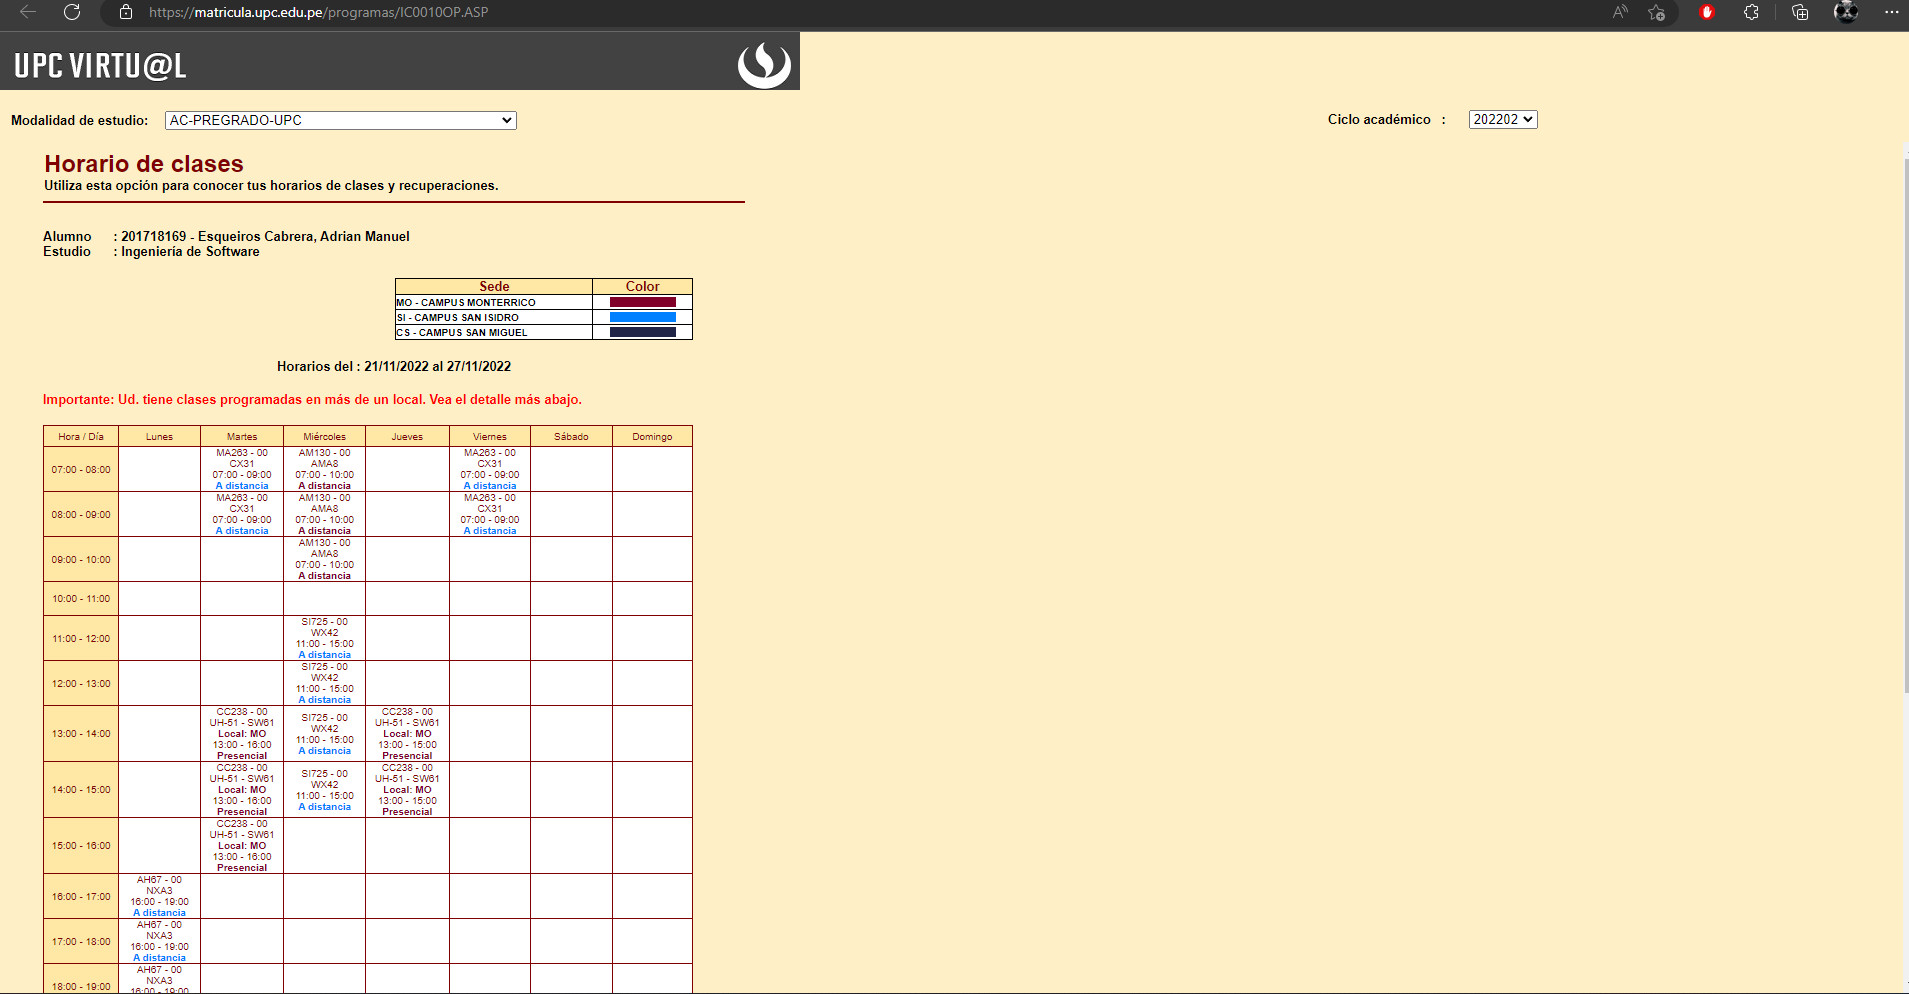 https://matricula.upc.edu.pe/programas/IC0010OP.ASP
UPC VIRTU@L
Modalidad de estudio: AC-PREGRADO-UPC Ciclo académico : 202202
Horario de clases
Utiliza esta opción para conocer tus horarios de clases y recuperaciones.
Alumno : 201718169 - Esqueiros Cabrera, Adrian Manuel
Estudio : Ingeniería de Software
Sede Color
MO - CAMPUS MONTERRICO
SI - CAMPUS SAN ISIDRO
CS - CAMPUS SAN MIGUEL
Horarios del : 21/11/2022 al 27/11/2022
Importante: Ud. tiene clases programadas en más de un local. Vea el detalle más abajo.
Hora / Día Lunes Martes Miércoles Jueves Viernes Sábado Domingo
07:00 - 08:00
MA263 - 00
CX31
07:00 - 09:00
A distancia
AM130 - 00
AMA8
07:00 - 10:00
A distancia
MA263 - 00
CX31
07:00 - 09:00
A distancia
08:00 - 09:00
MA263 - 00
CX31
07:00 - 09:00
A distancia
AM130 - 00
AMA8
07:00 - 10:00
A distancia
MA263 - 00
CX31
07:00 - 09:00
A distancia
09:00 - 10:00
AM130 - 00
AMA8
07:00 - 10:00
A distancia
10:00 - 11:00
11:00 - 12:00
SI725 - 00
WX42
11:00 - 15:00
A distancia
12:00 - 13:00
SI725 - 00
WX42
11:00 - 15:00
A distancia
13:00 - 14:00
CC238 - 00
UH-51 - SW61
Local: MO
13:00 - 16:00
Presencial
SI725 - 00
WX42
11:00 - 15:00
A distancia
CC238 - 00
UH-51 - SW61
Local: MO
13:00 - 15:00
Presencial
14:00 - 15:00
CC238 - 00
UH-51 - SW61
Local: MO
13:00 - 16:00
Presencial
SI725 - 00
WX42
11:00 - 15:00
A distancia
CC238 - 00
UH-51 - SW61
Local: MO
13:00 - 15:00
Presencial
15:00 - 16:00
CC238 - 00
UH-51 - SW61
Local: MO
13:00 - 16:00
Presencial
16:00 - 17:00
AH67 - 00
NXA3
16:00 - 19:00
A distancia
17:00 - 18:00
AH67 - 00
NXA3
16:00 - 19:00
A distancia
18:00 - 19:00
AH67 - 00
NXA3
16:00 - 19:00